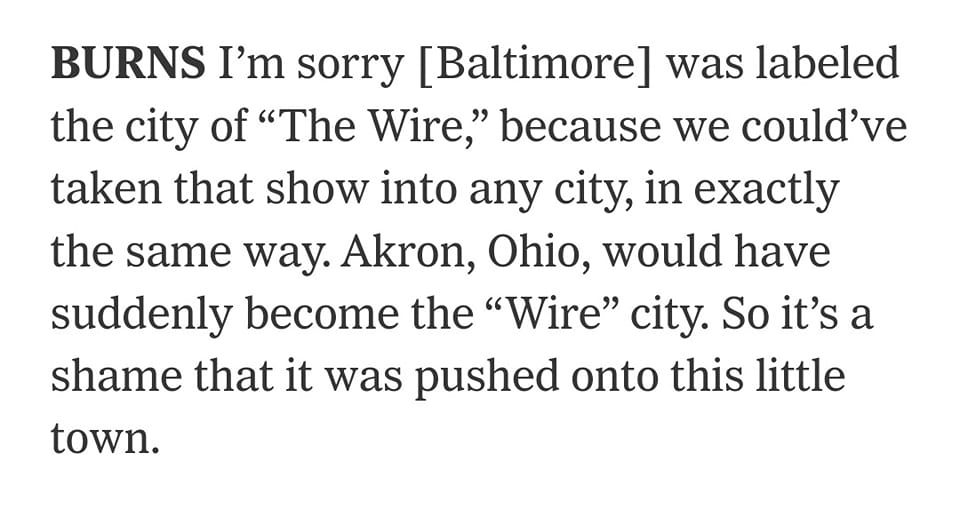 BURNS I’m sorry [Baltimore] was labeled
the city of “The Wire,” because we could’ve
taken that show into any city, in exactly
the same way. Akron, Ohio, would have
suddenly become the “Wire” city. So it’s a
shame that it was pushed onto this little
town.